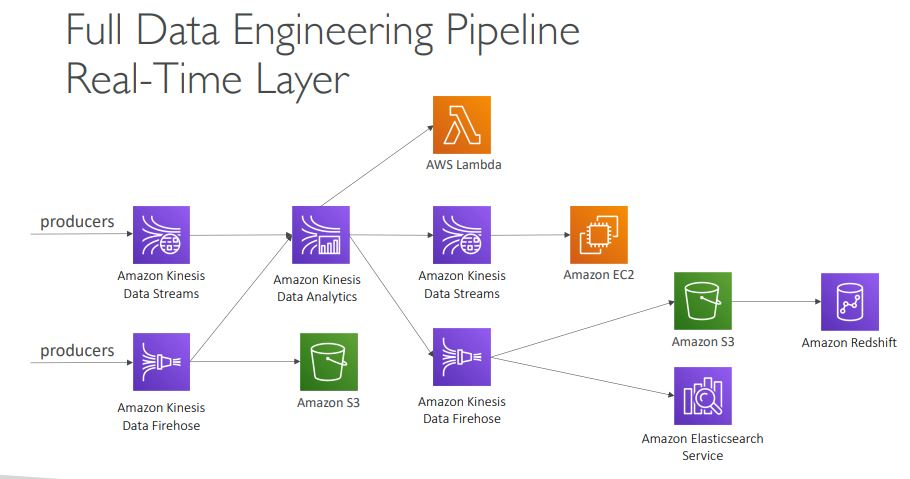 Full Data Engineering Pipeline
Real-Time Layer
AWS Lambda
producers
Amazon Kinesis
Data Streams
Amazon Kinesis
Data Analytics
Amazon Kinesis
Data Streams
Amazon EC2
producers
Amazon Kinesis
Data Firehose
Amazon S3
Amazon Kinesis
Data Firehose
Amazon S3
Amazon Redshift
Amazon Elasticsearch
Service